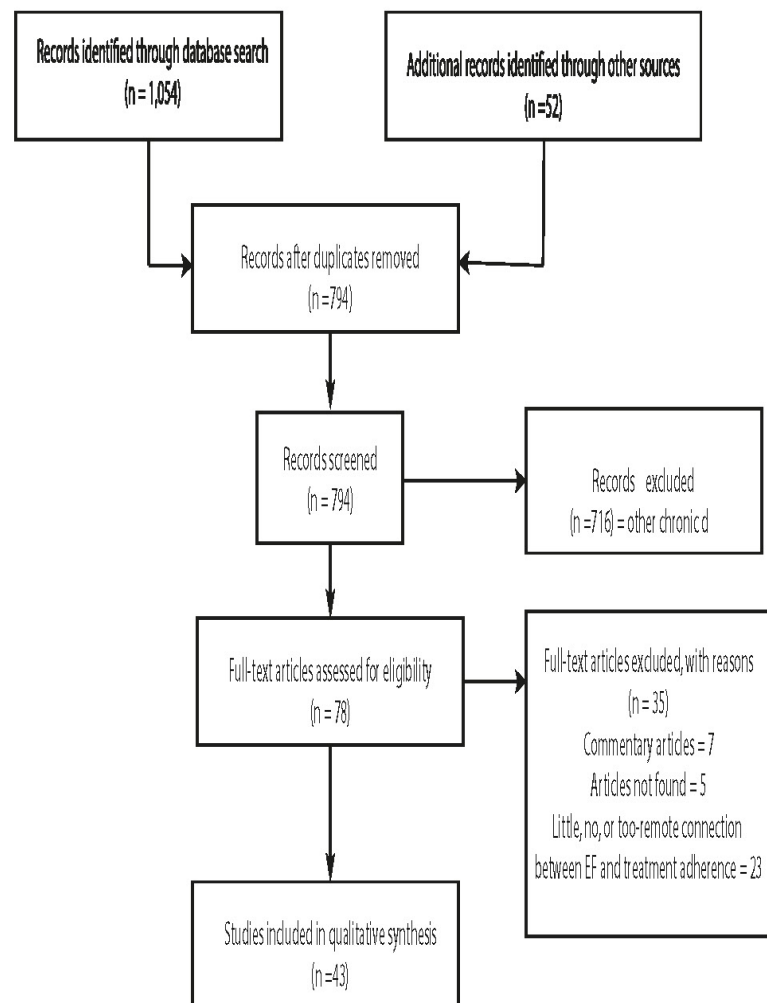 Records identified through database search
(n = 1,054)
Additional records identified through other sources
(n =52)
Records after duplicates removed
(n =794)
Records screened
(n = 794)
Records excluded
(n =716) = other chronic d
Full-text articles assessed for eligibility
(n = 78)
Full-text articles excluded, with reasons
(n = 35)
Commentary articles = 7
Articles not found = 5
Little, no, or too-remote connection
between EF and treatment adherence = 23
Studies included in qualitative synthesis
(n =43)